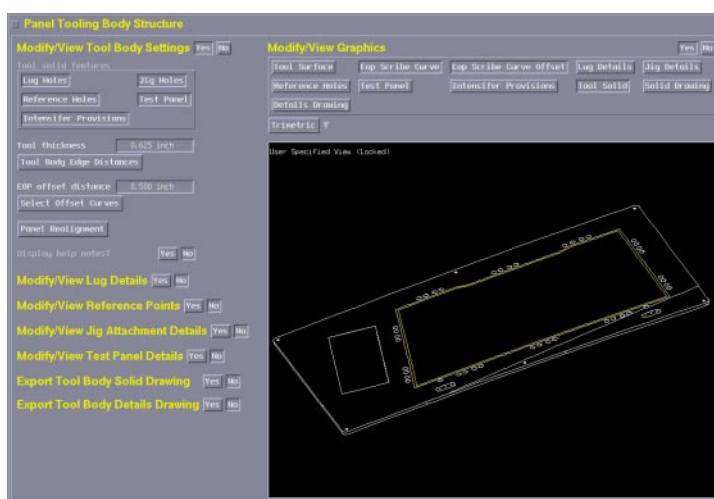 Panel Tooling Body Structure
Modify/View Tool Body Settings Yes No
Tool solid features
Lug Holes Jig Holes
Reference Holes Test Panel
Intensifer Provisions
Tool thickness 0.625 inch
Tool Body Edge Distances
EOP offset distance 0.500 inch
Select Offset Curves
Panel Realignment
Display help notes? Yes No
Modify/View Lug Details Yes No
Modify/View Reference Points Yes No
Modify/View Jig Attachment Details Yes No
Modify/View Test Panel Details Yes No
Export Tool Body Solid Drawing Yes No
Export Tool Body Details Drawing Yes No
Modify/View Graphics Yes No
Tool Surface Eop Scribe Curve Eop Scribe Curve Offset Lug Details Jig Details
Reference Holes Test Panel Intensifer Provisions Tool Solid Solid Drawing
Details Drawing
Trimetric
User Specified View (locked)